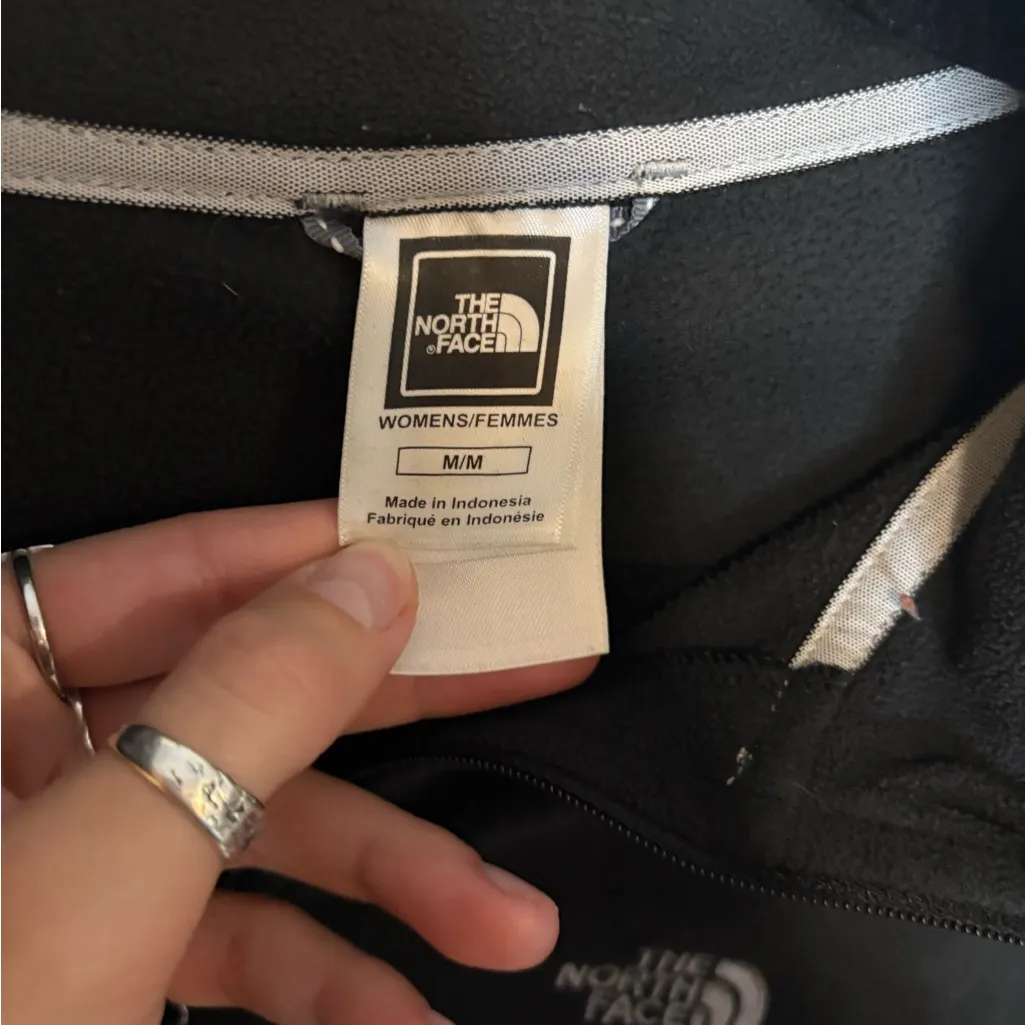 THE
NORTH
®FACE
WOMENS/FEMMES
M/M
Made in Indonesia
Fabriqué en Indonésie
THE
NORTH
FACE